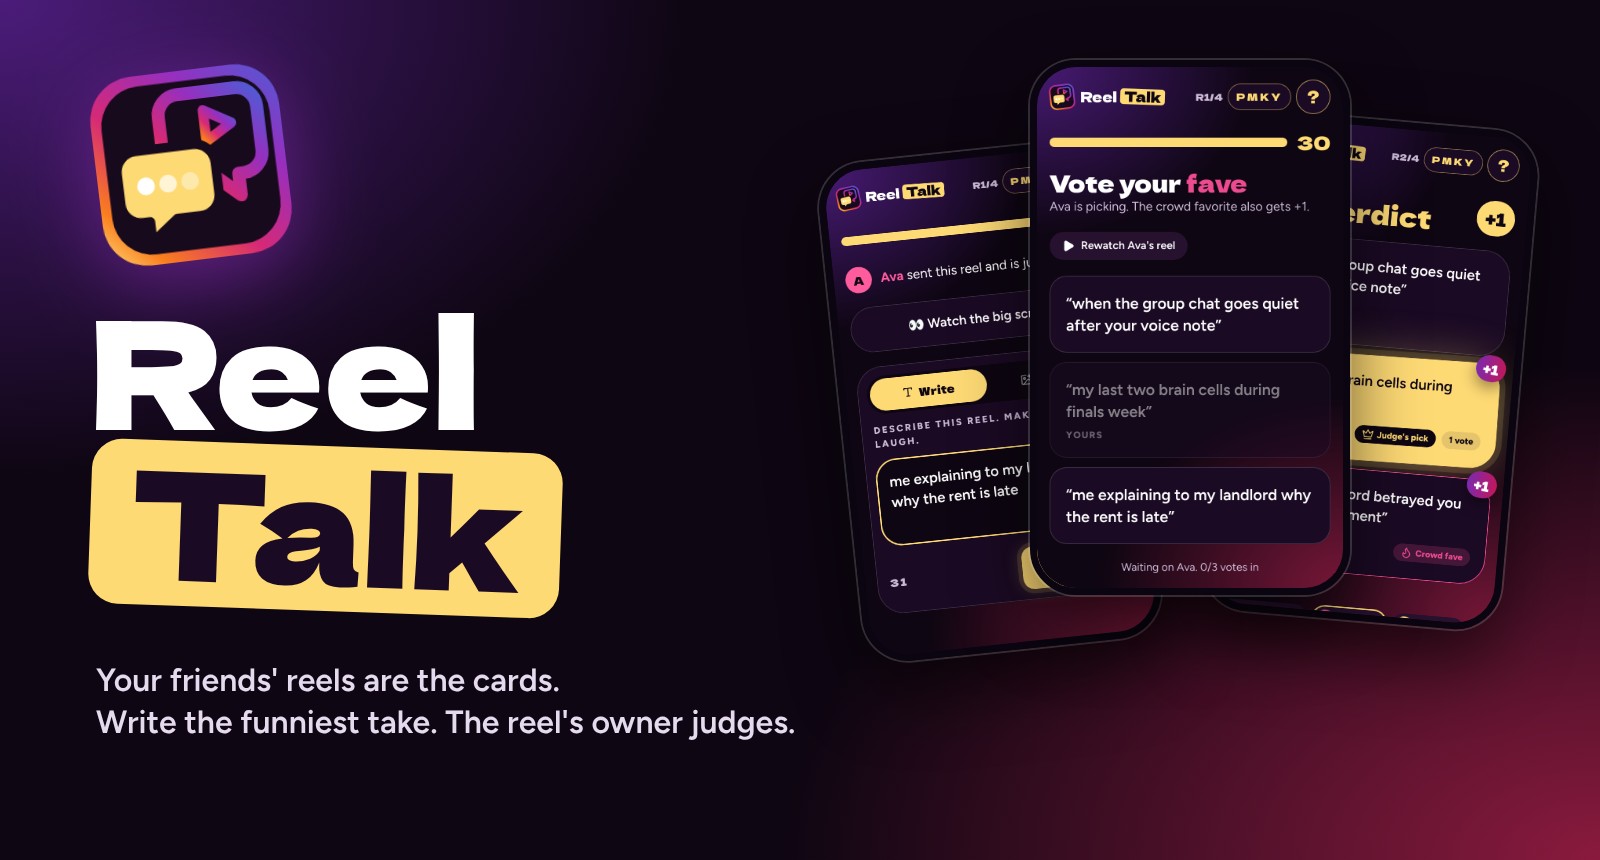 Reel
Talk
Your friends' reels are the cards.
Write the funniest take. The reel's owner judges.
Reel Talk R1/4
A Ava sent this reel and is
👀 Watch the big
T Write
DESCRIBE THIS REEL.
LAUGH.
me explaining to my
why the rent is late
31
Reel Talk R1/4 PMKY ?
30
Vote your fave
Ava is picking. The crowd favorite also gets +1.
Rewatch Ava's reel
“when the group chat goes quiet
after your voice note”
“my last two brain cells during
finals week”
YOURS
“me explaining to my landlord why
the rent is late”
Waiting on Ava. 0/3 votes in
R2/4 PMKY ?
+1
chat goes quiet
note”
+1
cells during
Judge's pick 1 vote
+1
betrayed you
Crowd fave